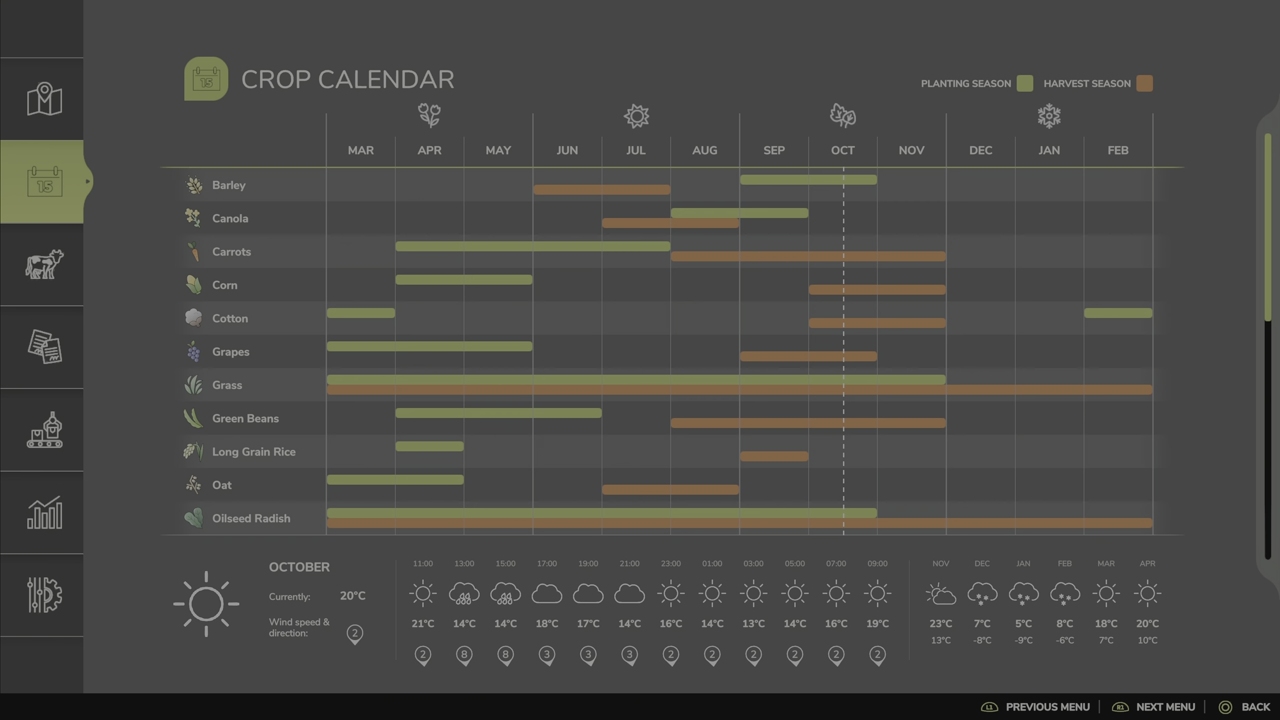 CROP CALENDAR
PLANTING SEASON HARVEST SEASON
MAR APR MAY JUN JUL AUG SEP OCT NOV DEC JAN FEB
Barley
Canola
Carrots
Corn
Cotton
Grapes
Grass
Green Beans
Long Grain Rice
Oat
Oilseed Radish
OCTOBER
Currently: 20°C
Wind speed & direction: 2
11:00 13:00 15:00 17:00 19:00 21:00 23:00 01:00 03:00 05:00 07:00 09:00
21°C 14°C 14°C 18°C 17°C 14°C 16°C 14°C 13°C 14°C 16°C 19°C
2 8 8 3 3 3 2 2 2 2 2 2
NOV DEC JAN FEB MAR APR
23°C 7°C 5°C 8°C 18°C 20°C
13°C -8°C -9°C -6°C 7°C 10°C
15
15
L1 PREVIOUS MENU R1 NEXT MENU BACK